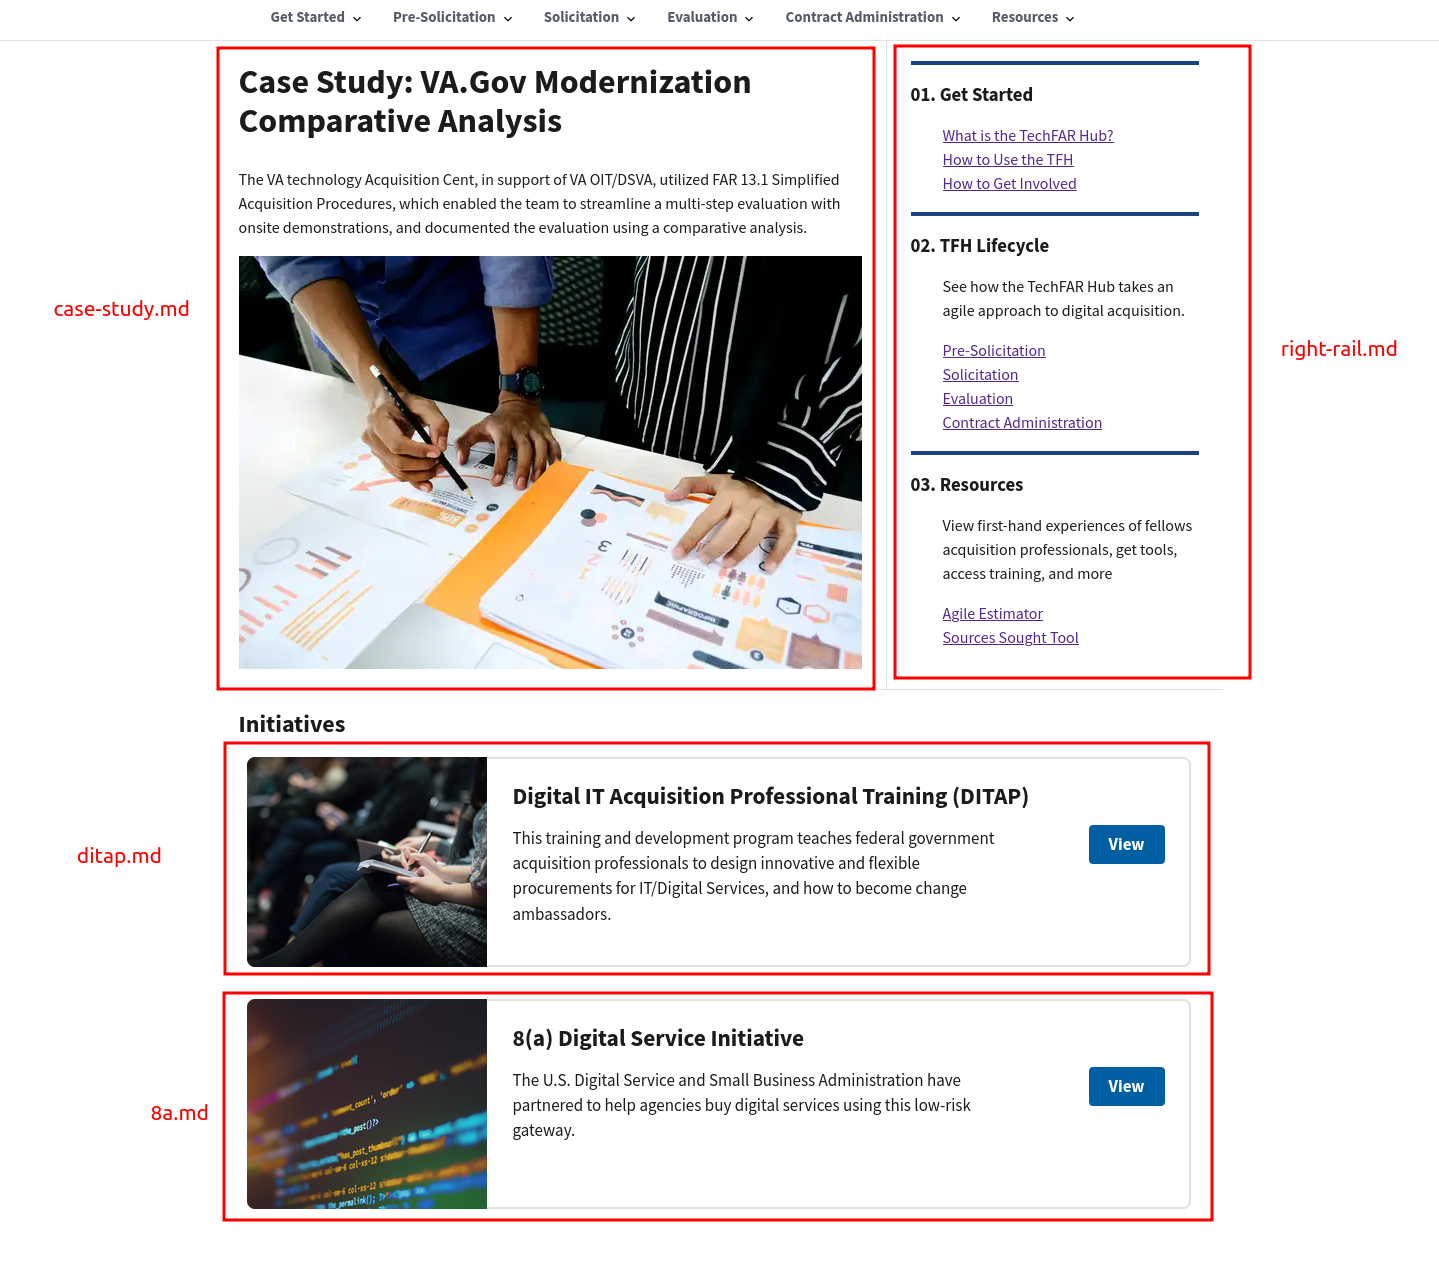 Get Started Pre-Solicitation Solicitation Evaluation Contract Administration Resources
Case Study: VA.Gov Modernization
Comparative Analysis
The VA technology Acquisition Cent, in support of VA OIT/DSVA, utilized FAR 13.1 Simplified
Acquisition Procedures, which enabled the team to streamline a multi-step evaluation with
onsite demonstrations, and documented the evaluation using a comparative analysis.
case-study.md
INFOGRAPHIC
01. Get Started
What is the TechFAR Hub?
How to Use the TFH
How to Get Involved
02. TFH Lifecycle
See how the TechFAR Hub takes an
agile approach to digital acquisition.
Pre-Solicitation
Solicitation
Evaluation
Contract Administration
03. Resources
View first-hand experiences of fellows
acquisition professionals, get tools,
access training, and more
Agile Estimator
Sources Sought Tool
right-rail.md
Initiatives
ditap.md
Digital IT Acquisition Professional Training (DITAP)
This training and development program teaches federal government
acquisition professionals to design innovative and flexible
procurements for IT/Digital Services, and how to become change
ambassadors.
View
8a.md
8(a) Digital Service Initiative
The U.S. Digital Service and Small Business Administration have
partnered to help agencies buy digital services using this low-risk
gateway.
View